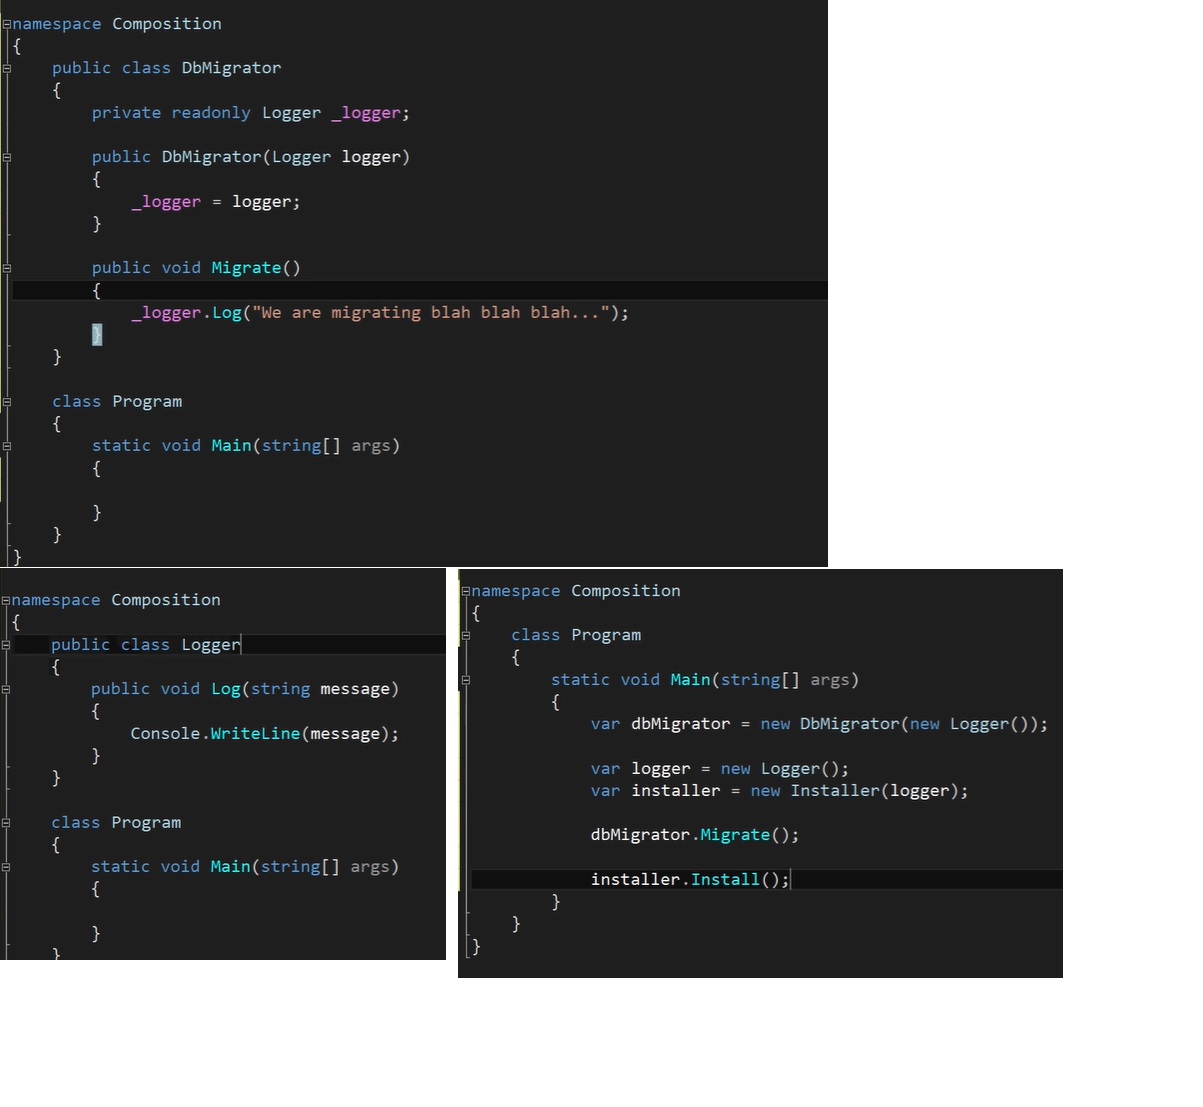 namespace Composition
{
public class DbMigrator
{
private readonly Logger _logger;
public DbMigrator(Logger logger)
{
_logger = logger;
}
public void Migrate()
{
_logger.Log("We are migrating blah blah blah...");
}
}
class Program
{
static void Main(string[] args)
{
}
}
}
namespace Composition
{
public class Logger
{
public void Log(string message)
{
Console.WriteLine(message);
}
}
class Program
{
static void Main(string[] args)
{
}
}
namespace Composition
{
class Program
{
static void Main(string[] args)
{
var dbMigrator = new DbMigrator(new Logger());
var logger = new Logger();
var installer = new Installer(logger);
dbMigrator.Migrate();
installer.Install();
}
}
}